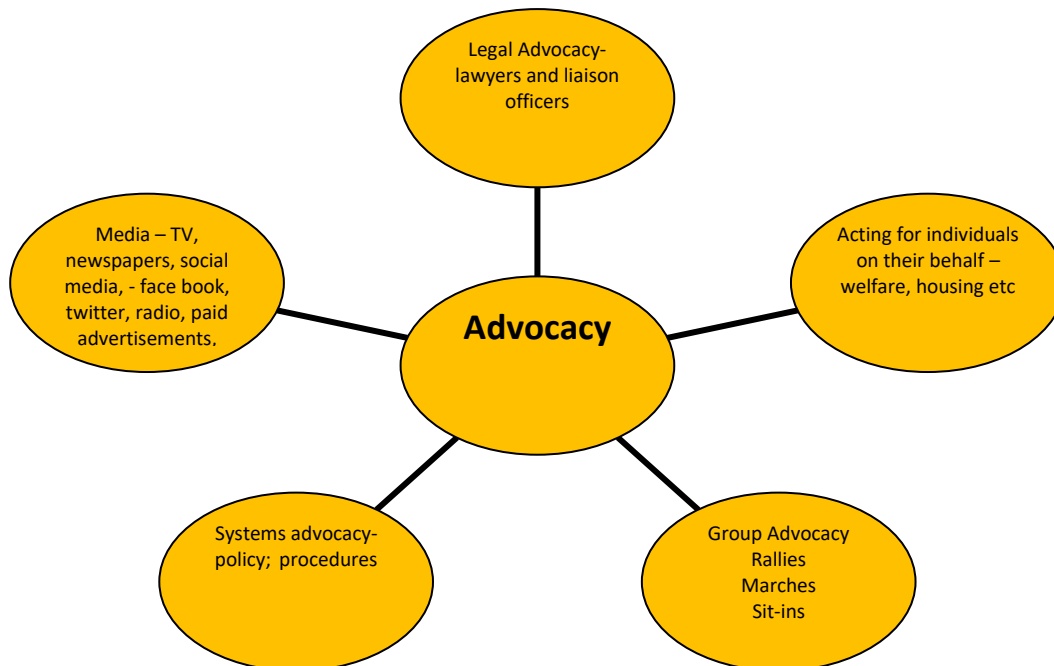 Legal Advocacy-
lawyers and liaison
officers
Media – TV,
newspapers, social
media, - face book,
twitter, radio, paid
advertisements.
Acting for individuals
on their behalf –
welfare, housing etc
Advocacy
Systems advocacy-
policy;  procedures
Group Advocacy
Rallies
Marches
Sit-ins